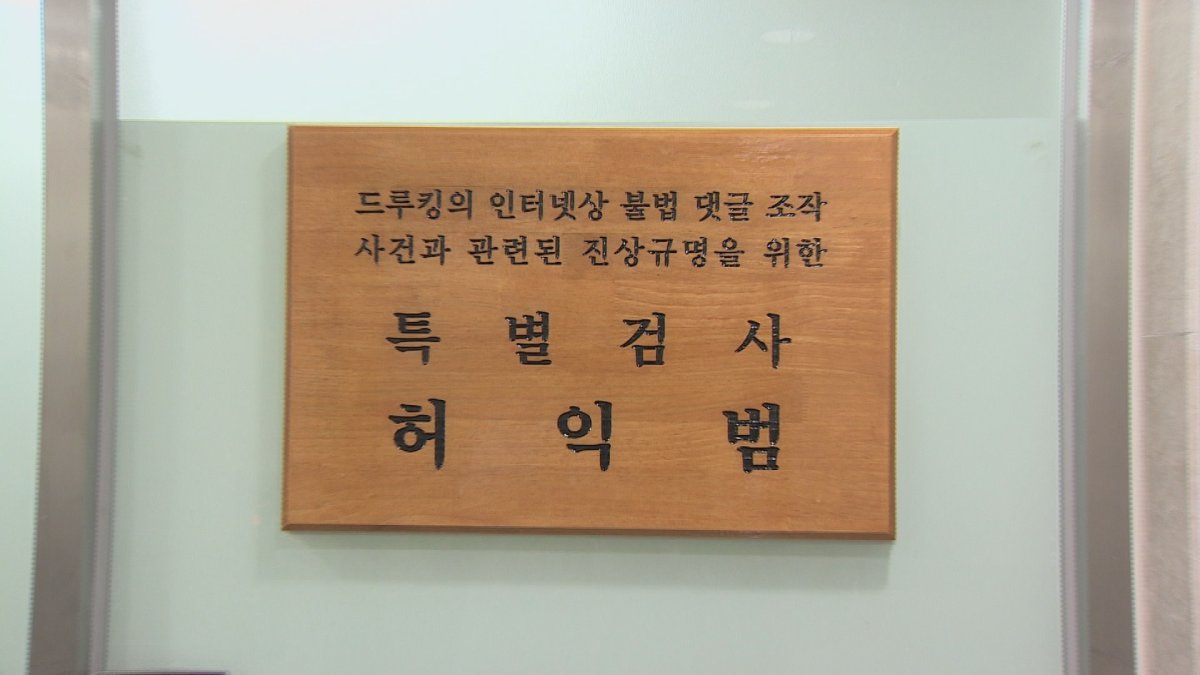 드루킹의 인터넷상 불법 댓글 조작
사건과 관련된 진상규명을 위한
특별검사
허익범